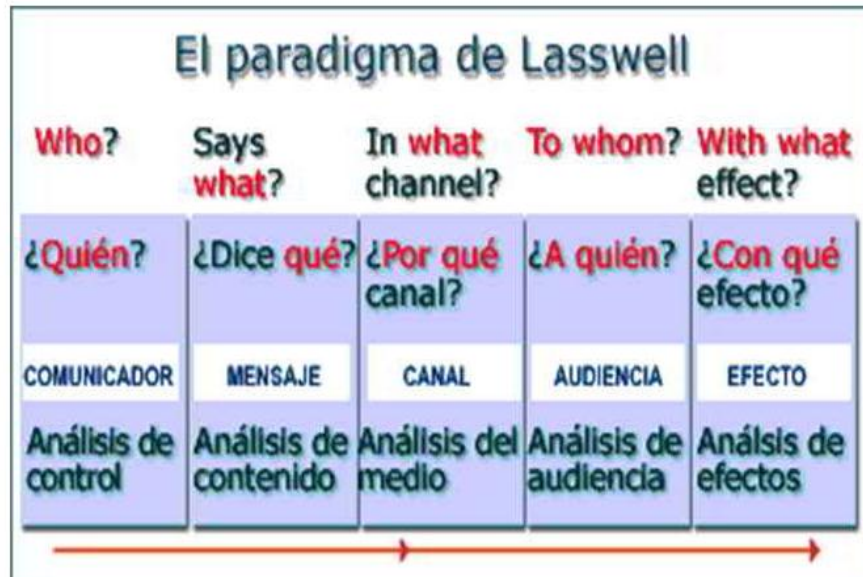 El paradigma de Lasswell
Who?
Says
what?
In what
channel?
To whom?
With what
effect?
¿Quién?
¿Dice qué?
¿Por qué
canal?
¿A quién?
¿Con qué
efecto?
COMUNICADOR
MENSAJE
CANAL
AUDIENCIA
EFECTO
Análisis de
control
Análisis de
contenido
Análisis del
medio
Análisis de
audiencia
Análsis de
efectos